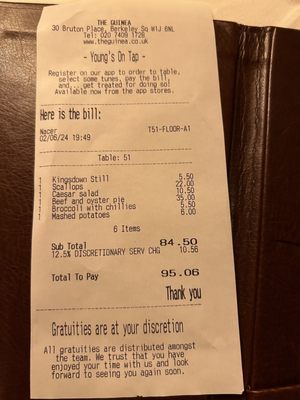 THE GUINEA
30 Bruton Place, Berkeley Sq W1J 6NL
Tel: 020 7409 1728
www.theguinea.co.uk
- Young's On Tap -
Register on our app to order to table,
select some tunes, pay the bill!
and... get treated for doing so!
Available now from the app stores.
Here is the bill:
Nacer T51-FLOOR-A1
02/06/24 19:49
Table: 51
1 Kingsdown Still 5.50
1 Scallops 22.00
1 Caesar salad 10.50
1 Beef and oyster pie 35.00
1 Broccoli with chillies 5.50
1 Mashed potatoes 6.00
6 Items
Sub Total 84.50
12.5% DISCRETIONARY SERV CHG 10.56
Total To Pay 95.06
Thank you
Gratuities are at your discretion
All gratuities are distributed amongst
the team. We trust that you have
enjoyed your time with us and look
forward to seeing you again soon.